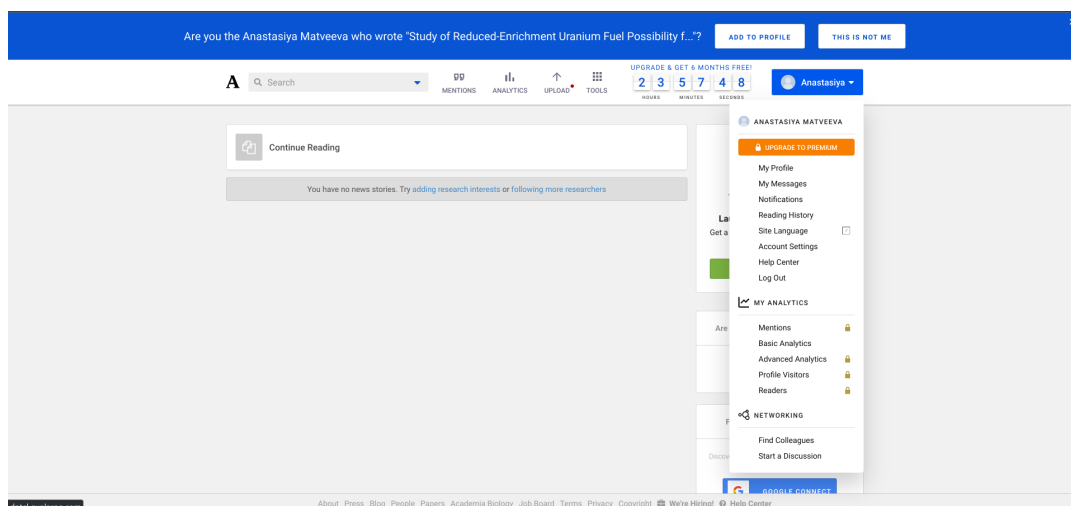 Are you the Anastasiya Matveeva who wrote "Study of Reduced-Enrichment Uranium Fuel Possibility f..."?
ADD TO PROFILE
THIS IS NOT ME
A
Search
MENTIONS
ANALYTICS
UPLOAD
TOOLS
UPGRADE & GET 6 MONTHS FREE!
2 3 5 7 4 8
HOURS MINUTES SECONDS
Anastasiya
ANASTASIYA MATVEEVA
UPGRADE TO PREMIUM
My Profile
My Messages
Notifications
Reading History
Site Language
Account Settings
Help Center
Log Out
MY ANALYTICS
Mentions
Basic Analytics
Advanced Analytics
Profile Visitors
Readers
NETWORKING
Find Colleagues
Start a Discussion
Continue Reading
You have no news stories. Try adding research interests or following more researchers
La
Get a
Are
F
Discov
GOOGLE CONNECT
About Press Blog People Papers Academia Biology Job Board Terms Privacy Copyright We're Hiring! Help Center